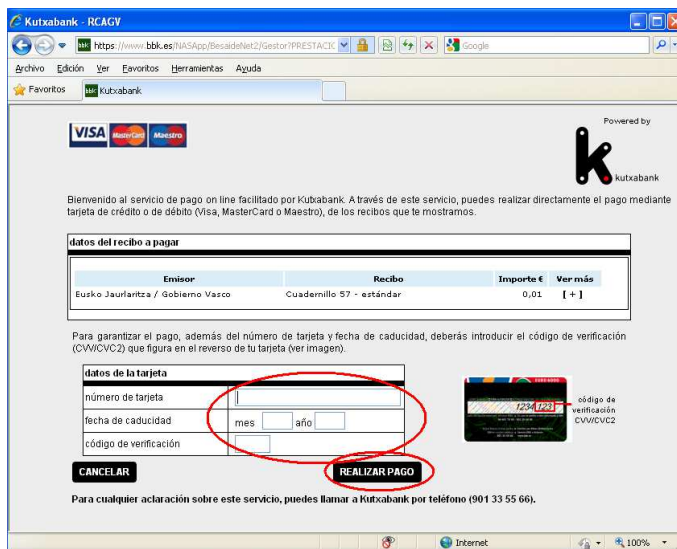 Kutxabank - RCAGV
https://www.bbk.es/NASApp/BesaideNet2/Gestor?PRESTACIC
Google
Archivo Edición Ver Favoritos Herramientas Ayuda
Favoritos
bbk Kutxabank
VISA MasterCard Maestro
Powered by
kutxabank
Bienvenido al servicio de pago on line facilitado por Kutxabank. A través de este servicio, puedes realizar directamente el pago mediante
tarjeta de crédito o de débito (Visa, MasterCard o Maestro), de los recibos que te mostramos.
datos del recibo a pagar
Emisor Recibo Importe € Ver más
Eusko Jaurlaritza / Gobierno Vasco Cuadernillo 57 - estándar 0,01 [ + ]
Para garantizar el pago, además del número de tarjeta y fecha de caducidad, deberás introducir el código de verificación
(CVV/CVC2) que figura en el reverso de tu tarjeta (ver imagen).
datos de la tarjeta
número de tarjeta
fecha de caducidad mes año
código de verificación
1234 123
código de
verificación
CVV/CVC2
CANCELAR REALIZAR PAGO
Para cualquier aclaración sobre este servicio, puedes llamar a Kutxabank por teléfono (901 33 55 66).
Internet 100%